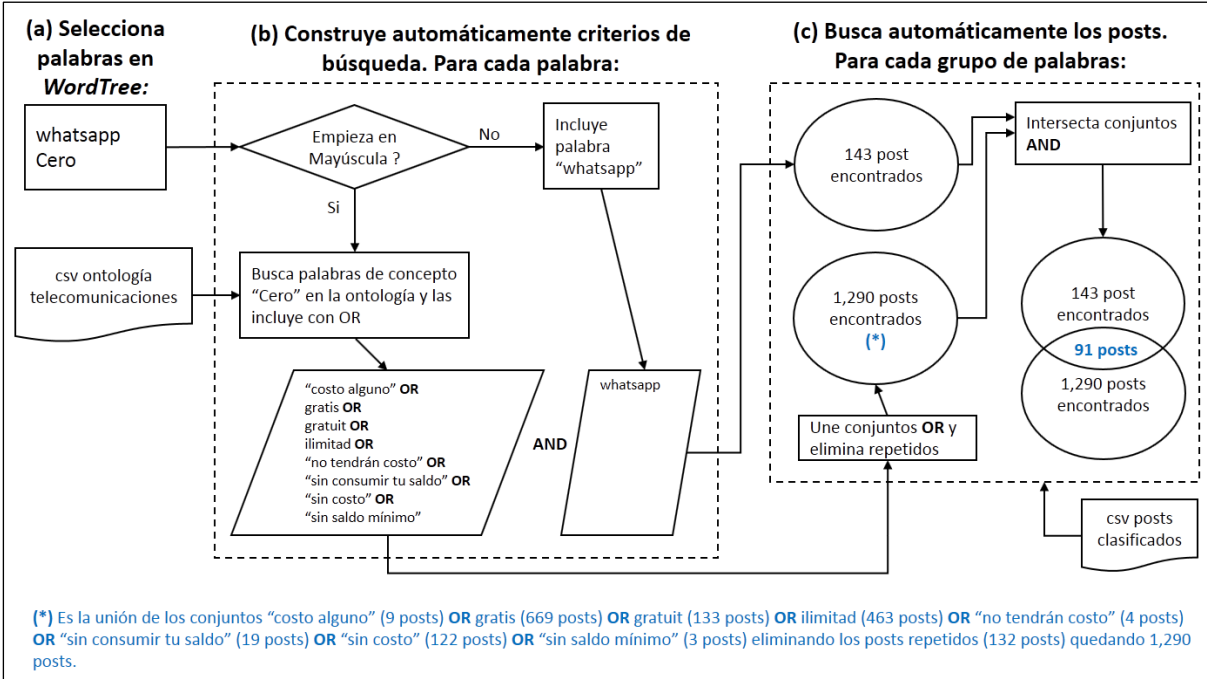 (a) Selecciona
palabras en
WordTree:
whatsapp
Cero
csv ontología
telecomunicaciones
(b) Construye automáticamente criterios de
búsqueda. Para cada palabra:
Empieza en
Mayúscula ?
No
Si
Incluye
palabra
“whatsapp”
Busca palabras de concepto
“Cero” en la ontología y las
incluye con OR
“costo alguno” OR
gratis OR
gratuit OR
ilimitad OR
“no tendrán costo” OR
“sin consumir tu saldo” OR
“sin costo” OR
“sin saldo mínimo”
AND
whatsapp
(c) Busca automáticamente los posts.
Para cada grupo de palabras:
143 post
encontrados
Intersecta conjuntos
AND
1,290 posts
encontrados
(*)
Une conjuntos OR y
elimina repetidos
143 post
encontrados
91 posts
1,290 posts
encontrados
csv posts
clasificados
(*) Es la unión de los conjuntos “costo alguno” (9 posts) OR gratis (669 posts) OR gratuit (133 posts) OR ilimitad (463 posts) OR “no tendrán costo” (4 posts)
OR “sin consumir tu saldo” (19 posts) OR “sin costo” (122 posts) OR “sin saldo mínimo” (3 posts) eliminando los posts repetidos (132 posts) quedando 1,290
posts.